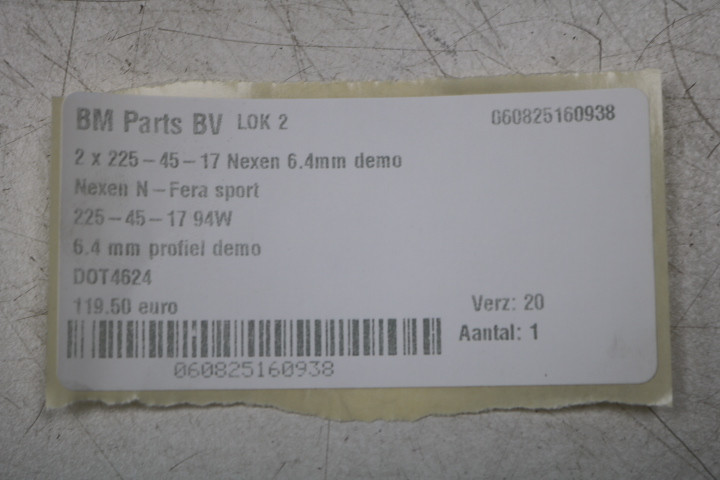 BM Parts BV LOK 2 060825160938
2 x 225-45-17 Nexen 6.4mm demo
Nexen N-Fera sport
225-45-17 94W
6.4 mm profiel demo
DOT4624
119.50 euro Verz: 20
Aantal: 1
060825160938